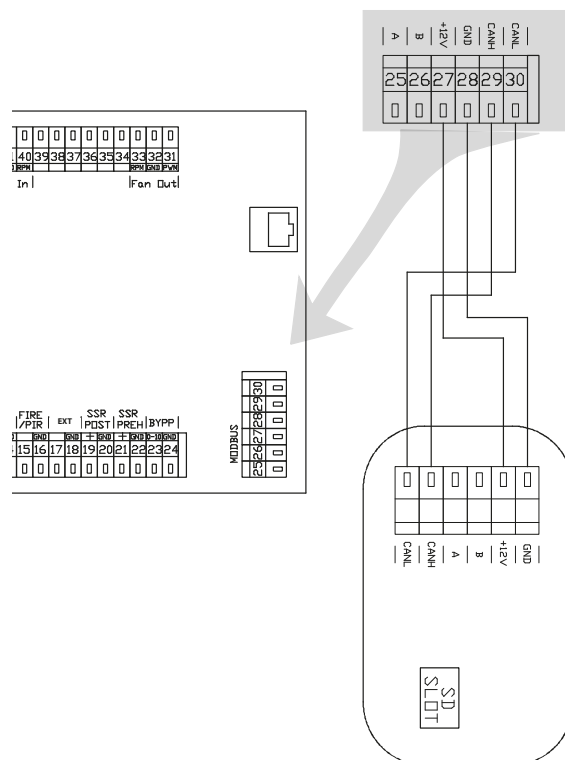 A B +12V GND CANH CANL
25 26 27 28 29 30
40 39 38 37 36 35 34 33 32 31
RPM RPM GND PWM
In Fan Out
30
29
28
27
26
25
MODBUS
FIRE /PIR EXT SSR POST SSR PREH BYPP
GND GND + GND + GND 0-10 GND
15 16 17 18 19 20 21 22 23 24
CANL CANH A B +12V GND
SD
SLOT